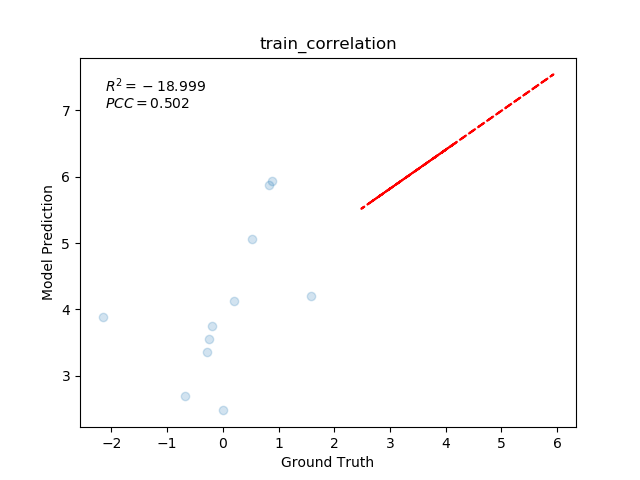 train_correlation
R² = −18.999
PCC = 0.502
7
6
5
4
3
Model Prediction
−2 −1 0 1 2 3 4 5 6
Ground Truth